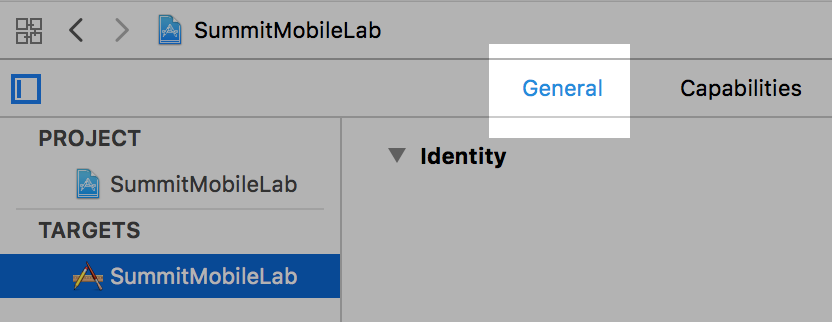 SummitMobileLab
General Capabilities
PROJECT
Identity
SummitMobileLab
TARGETS
SummitMobileLab